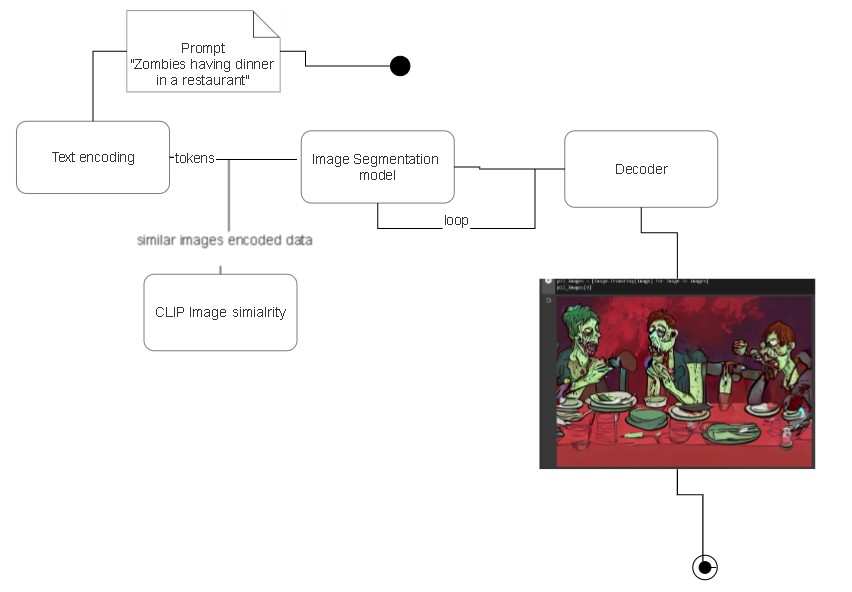 Prompt
"Zombies having dinner
in a restaurant"
Text encoding
tokens
Image Segmentation
model
Decoder
loop
similar images encoded data
CLIP Image simialrity